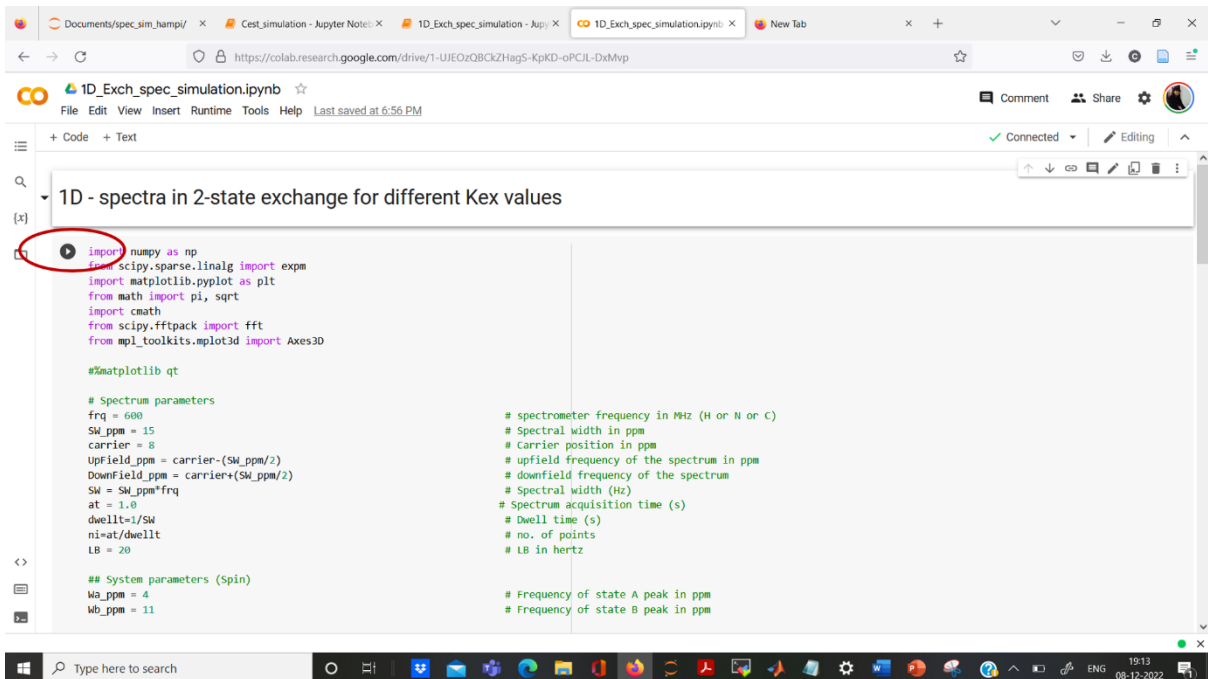 Documents/spec_sim_hampi/
Cest_simulation - Jupyter Noteb
1D_Exch_spec_simulation - Jupy
1D_Exch_spec_simulation.ipynb
New Tab
https://colab.research.google.com/drive/1-UJEOzQBCkZHagS-KpKD-oPCJL-DxMvp
1D_Exch_spec_simulation.ipynb
Comment
Share
File Edit View Insert Runtime Tools Help Last saved at 6:56 PM
+ Code + Text
Connected
Editing
1D - spectra in 2-state exchange for different Kex values
{x}
import numpy as np
from scipy.sparse.linalg import expm
import matplotlib.pyplot as plt
from math import pi, sqrt
import cmath
from scipy.fftpack import fft
from mpl_toolkits.mplot3d import Axes3D
#%matplotlib qt
# Spectrum parameters
frq = 600 # spectrometer frequency in MHz (H or N or C)
SW_ppm = 15 # Spectral width in ppm
carrier = 8 # Carrier position in ppm
UpField_ppm = carrier-(SW_ppm/2) # upfield frequency of the spectrum in ppm
DownField_ppm = carrier+(SW_ppm/2) # downfield frequency of the spectrum
SW = SW_ppm*frq # Spectral width (Hz)
at = 1.0 # Spectrum acquisition time (s)
dwellt=1/SW # Dwell time (s)
ni=at/dwellt # no. of points
LB = 20 # LB in hertz
## System parameters (Spin)
Wa_ppm = 4 # Frequency of state A peak in ppm
Wb_ppm = 11 # Frequency of state B peak in ppm
Type here to search
ENG
19:13
08-12-2022